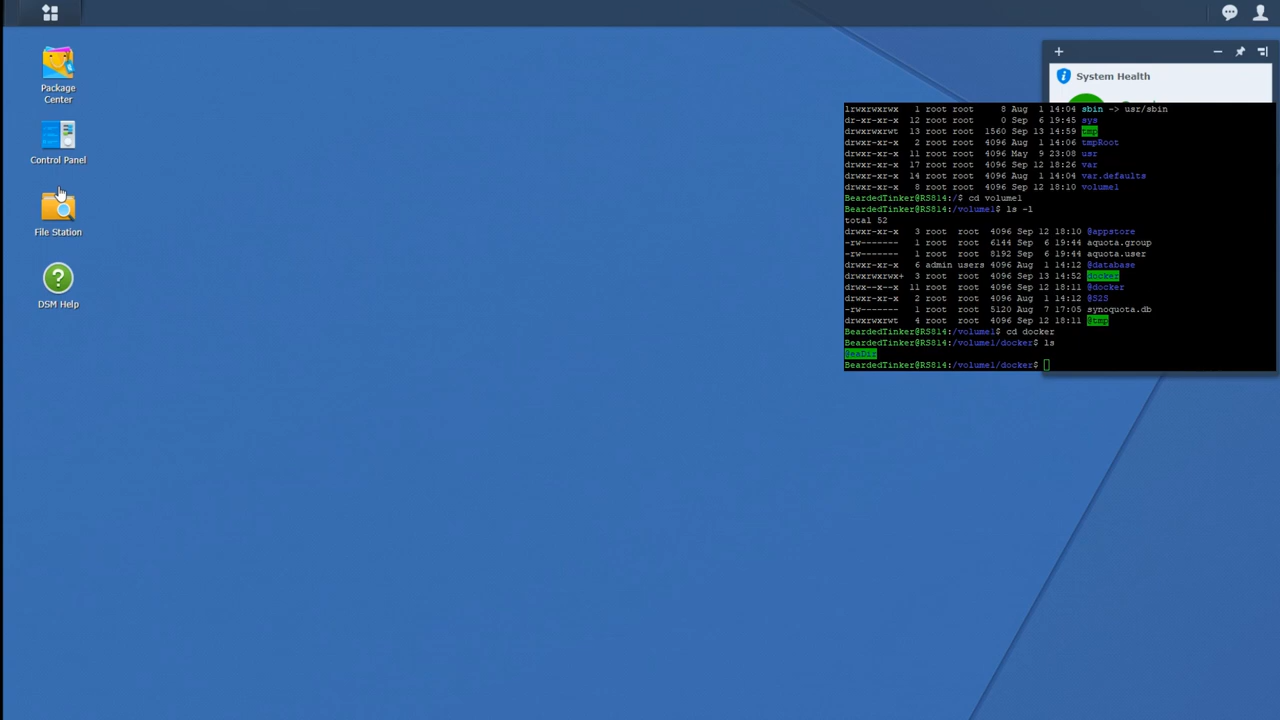 Package
Center
Control Panel
File Station
DSM Help
System Health
lrwxrwxrwx 1 root root 8 Aug 1 14:04 sbin -> usr/sbin
dr-xr-xr-x 12 root root 0 Sep 6 19:45 sys
drwxrwxrwt 13 root root 1560 Sep 13 14:59 tmp
drwxr-xr-x 2 root root 4096 Aug 1 14:06 tmpRoot
drwxr-xr-x 11 root root 4096 May 9 23:08 usr
drwxr-xr-x 17 root root 4096 Sep 12 18:26 var
drwxr-xr-x 14 root root 4096 Aug 1 14:04 var.defaults
drwxr-xr-x 8 root root 4096 Sep 12 18:10 volume1
BeardedTinker@RS814:/$ cd volume1
BeardedTinker@RS814:/volume1$ ls -l
total 52
drwxr-xr-x 3 root root 4096 Sep 12 18:10 @appstore
-rw------- 1 root root 6144 Sep 6 19:44 aquota.group
-rw------- 1 root root 8192 Sep 6 19:44 aquota.user
drwxr-xr-x 6 admin users 4096 Aug 1 14:12 @database
drwxrwxrwx+ 3 root root 4096 Sep 13 14:52 docker
drwx--x--x 11 root root 4096 Sep 12 18:11 @docker
drwxr-xr-x 2 root root 4096 Aug 1 14:12 @S2S
-rw------- 1 root root 5120 Aug 7 17:05 synoquota.db
drwxrwxrwt 4 root root 4096 Sep 12 18:11 @tmp
BeardedTinker@RS814:/volume1$ cd docker
BeardedTinker@RS814:/volume1/docker$ ls
@eaDir
BeardedTinker@RS814:/volume1/docker$